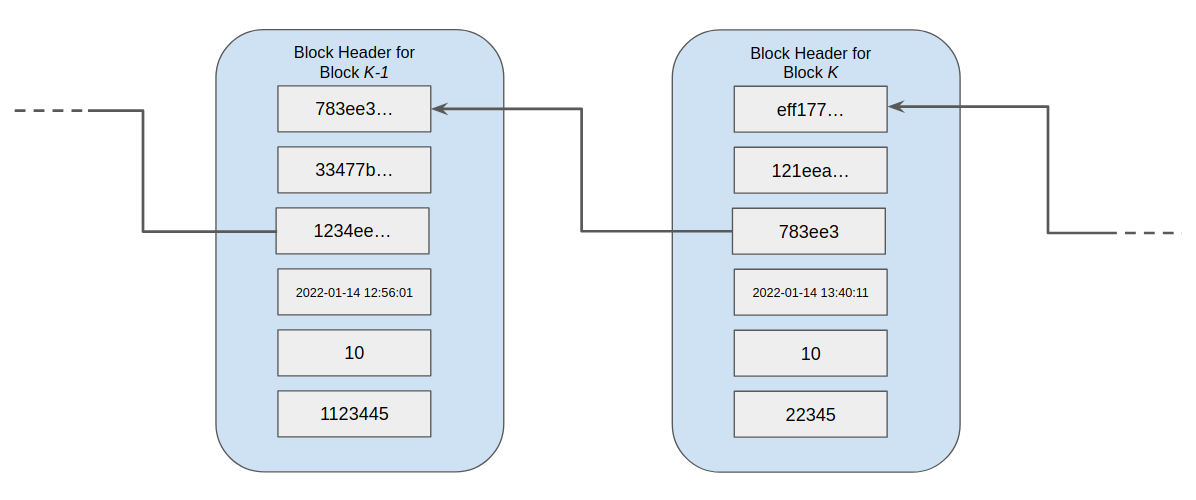 Block Header for
Block K-1
783ee3…
33477b…
1234ee…
2022-01-14 12:56:01
10
1123445
Block Header for
Block K
eff177…
121eea…
783ee3
2022-01-14 13:40:11
10
22345